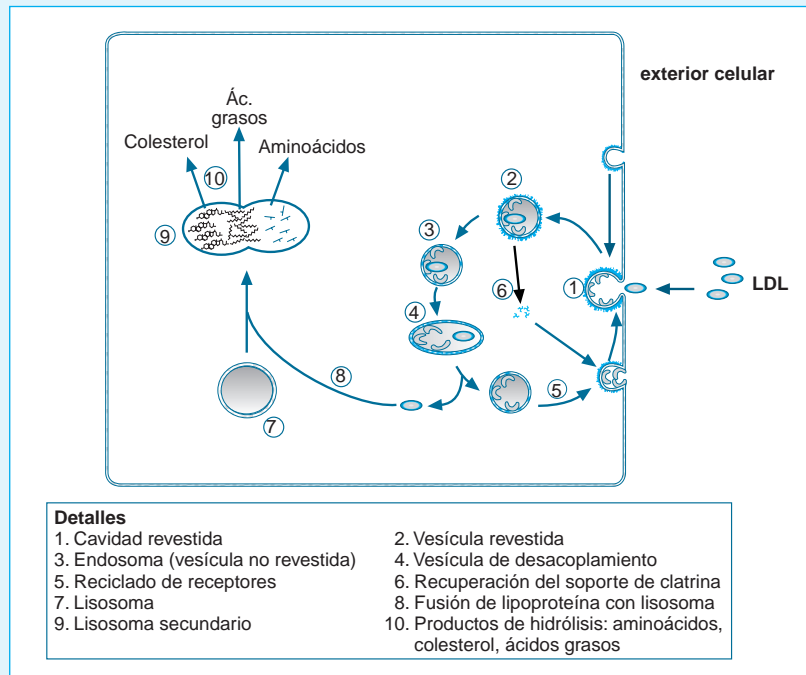 exterior celular
Ác.
grasos
Colesterol
Aminoácidos
10
2
9
3
1
LDL
6
4
8
5
7
Detalles
1. Cavidad revestida
2. Vesícula revestida
3. Endosoma (vesícula no revestida)
4. Vesícula de desacoplamiento
5. Reciclado de receptores
6. Recuperación del soporte de clatrina
7. Lisosoma
8. Fusión de lipoproteína con lisosoma
9. Lisosoma secundario
10. Productos de hidrólisis: aminoácidos,
colesterol, ácidos grasos